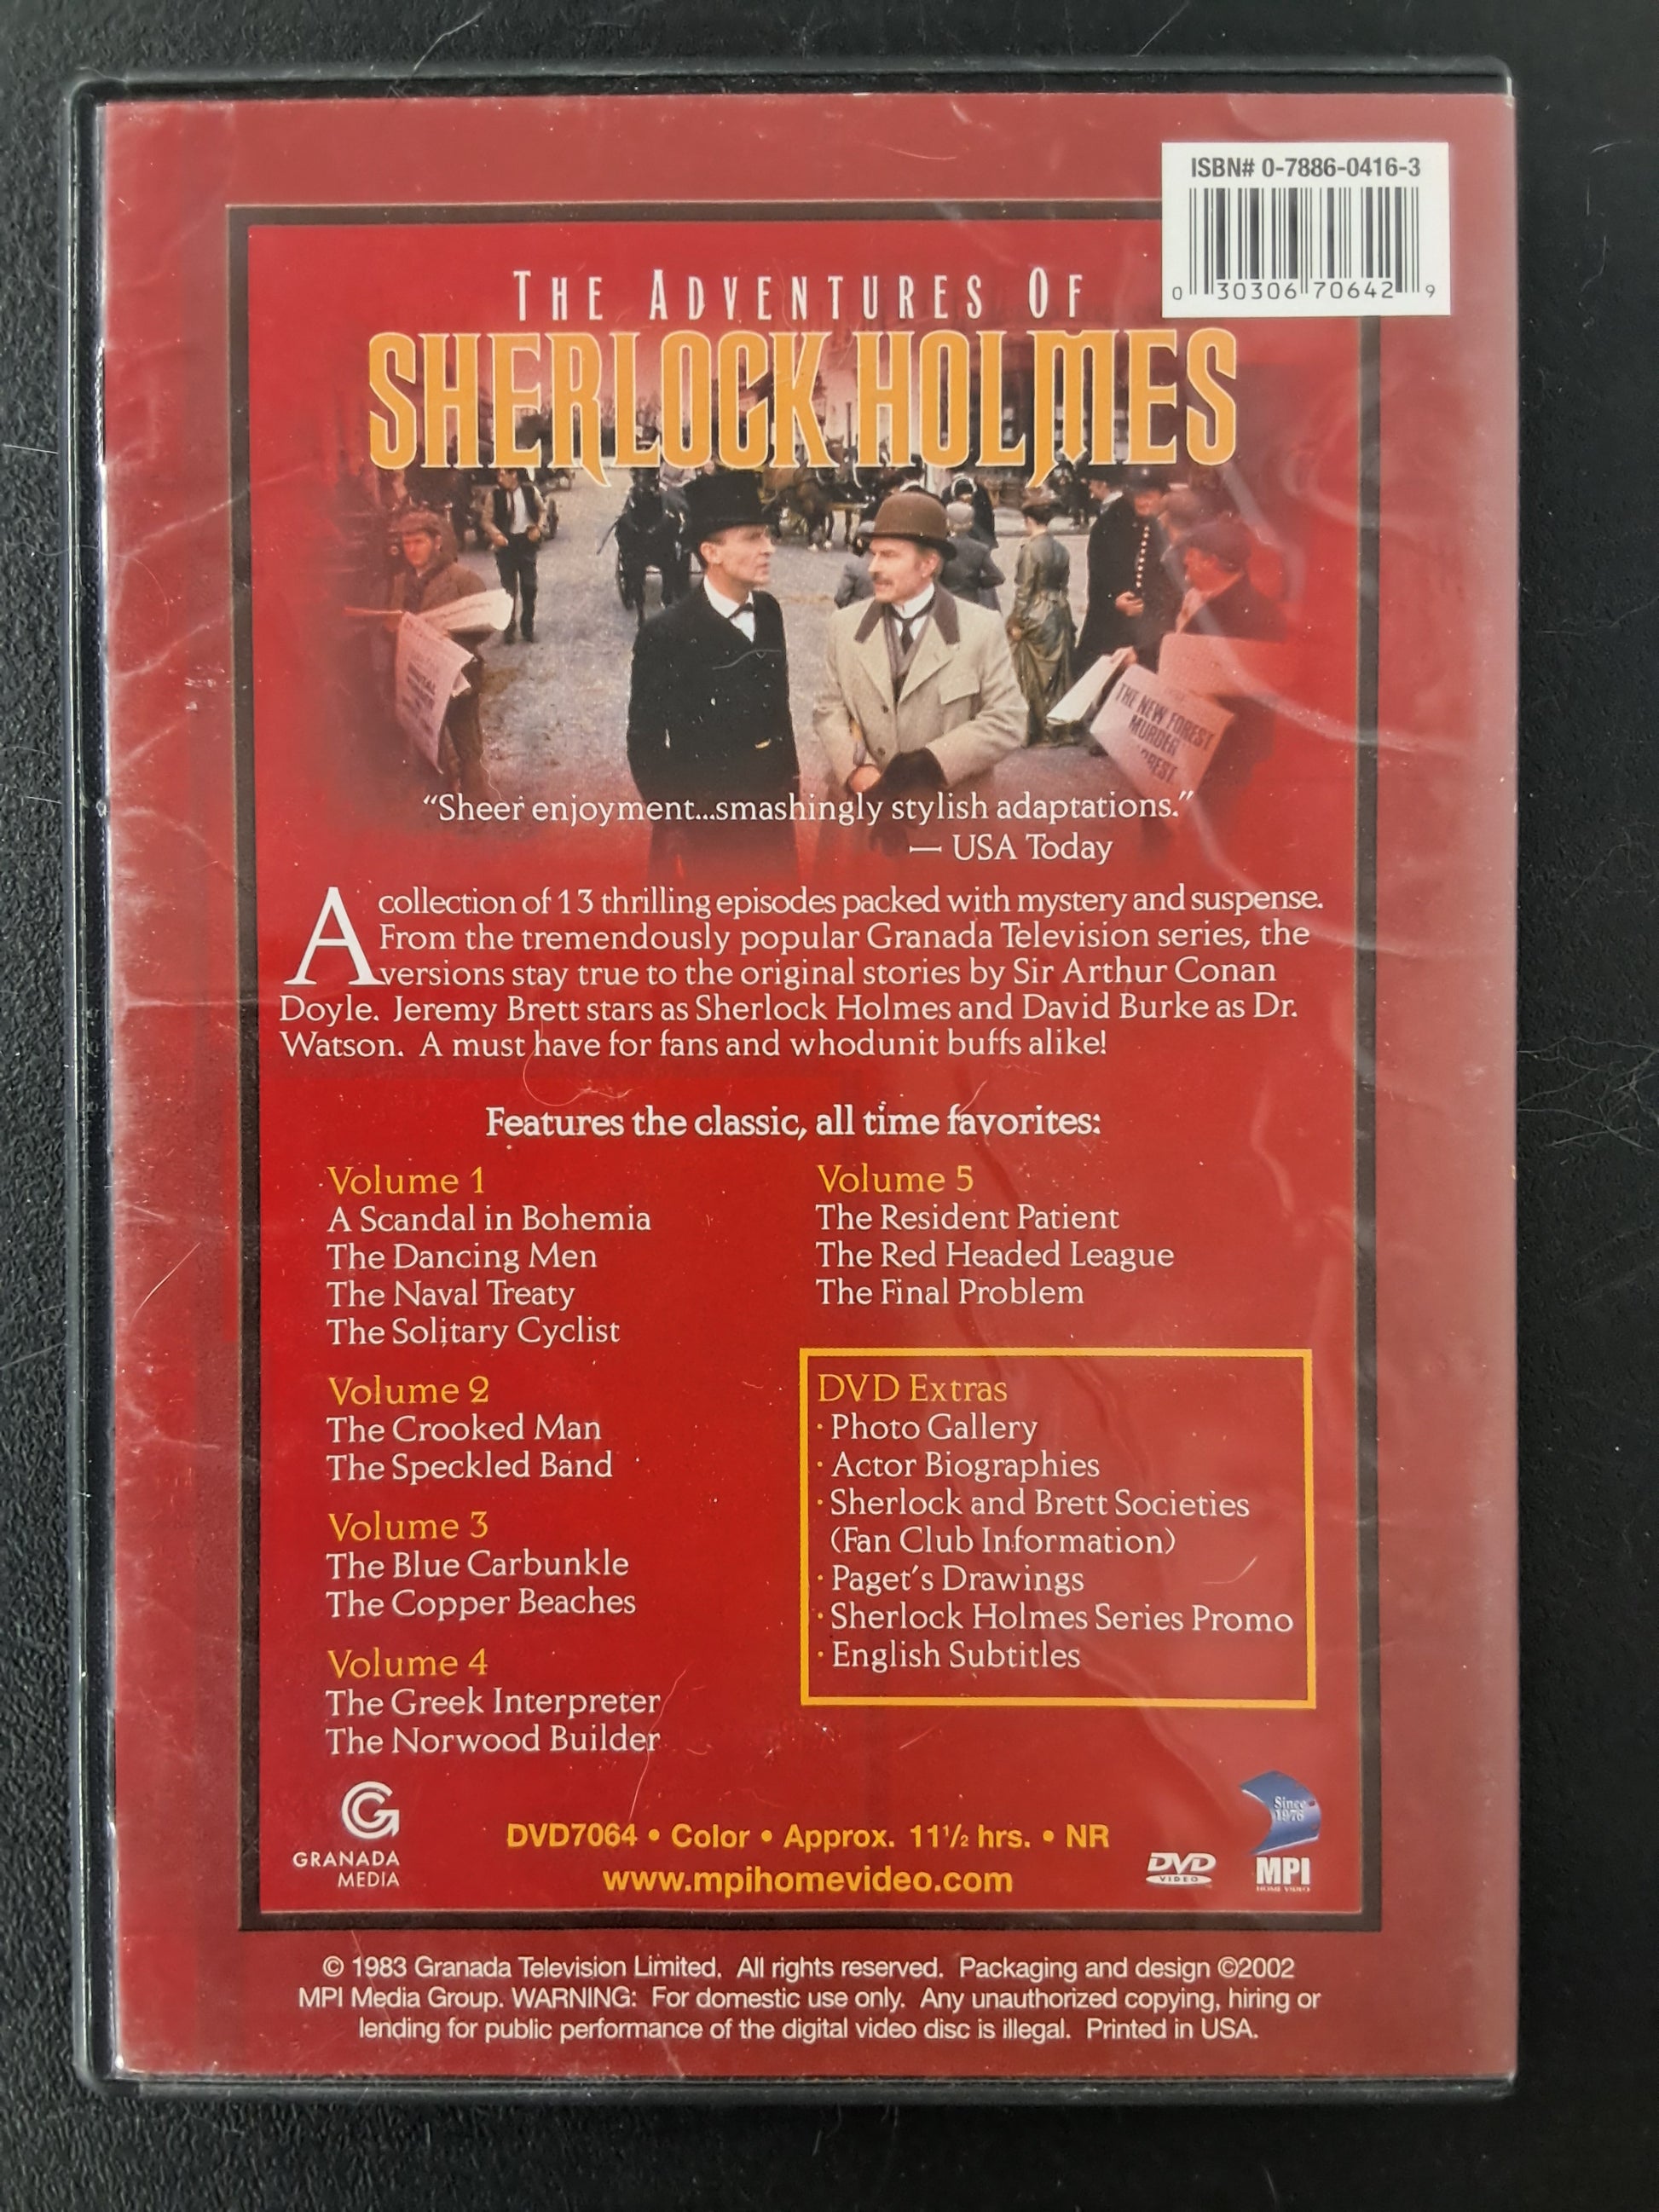 ISBN# 0-7886-0416-3
0 30306 70642 9
THE ADVENTURES OF
SHERLOCK HOLMES
THE NEW FOREST
MURDER
"Sheer enjoyment...smashingly stylish adaptations."
— USA Today
A collection of 13 thrilling episodes packed with mystery and suspense.
From the tremendously popular Granada Television series, the
versions stay true to the original stories by Sir Arthur Conan
Doyle. Jeremy Brett stars as Sherlock Holmes and David Burke as Dr.
Watson. A must have for fans and whodunit buffs alike!
Features the classic, all time favorites:
Volume 1
A Scandal in Bohemia
The Dancing Men
The Naval Treaty
The Solitary Cyclist
Volume 2
The Crooked Man
The Speckled Band
Volume 3
The Blue Carbunkle
The Copper Beaches
Volume 4
The Greek Interpreter
The Norwood Builder
Volume 5
The Resident Patient
The Red Headed League
The Final Problem
DVD Extras
· Photo Gallery
· Actor Biographies
· Sherlock and Brett Societies
(Fan Club Information)
· Paget's Drawings
· Sherlock Holmes Series Promo
· English Subtitles
GRANADA
MEDIA
DVD7064 • Color • Approx. 11½ hrs. • NR
www.mpihomevideo.com
DVD
VIDEO
Since
1976
MPI
HOME VIDEO
© 1983 Granada Television Limited. All rights reserved. Packaging and design ©2002
MPI Media Group. WARNING: For domestic use only. Any unauthorized copying, hiring or
lending for public performance of the digital video disc is illegal. Printed in USA.